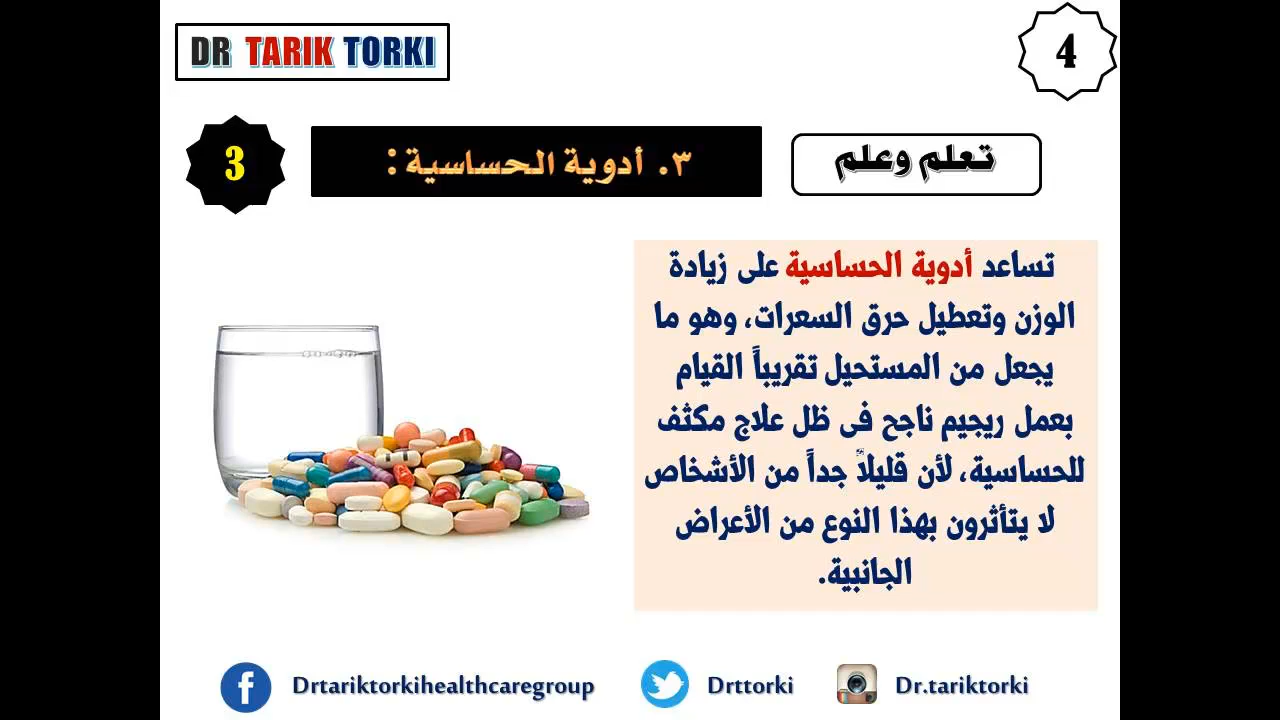 DR TARIK TORKI
4
تعلم وعلم
٣. أدوية الحساسية :
3
تساعد أدوية الحساسية على زيادة
الوزن وتعطيل حرق السعرات، وهو ما
يجعل من المستحيل تقريباً القيام
بعمل ريجيم ناجح فى ظل علاج مكثف
للحساسية، لأن قليلاً جداً من الأشخاص
لا يتأثرون بهذا النوع من الأعراض
الجانبية.
Drtariktorkihealthcaregroup
Drttorki
Dr.tariktorki